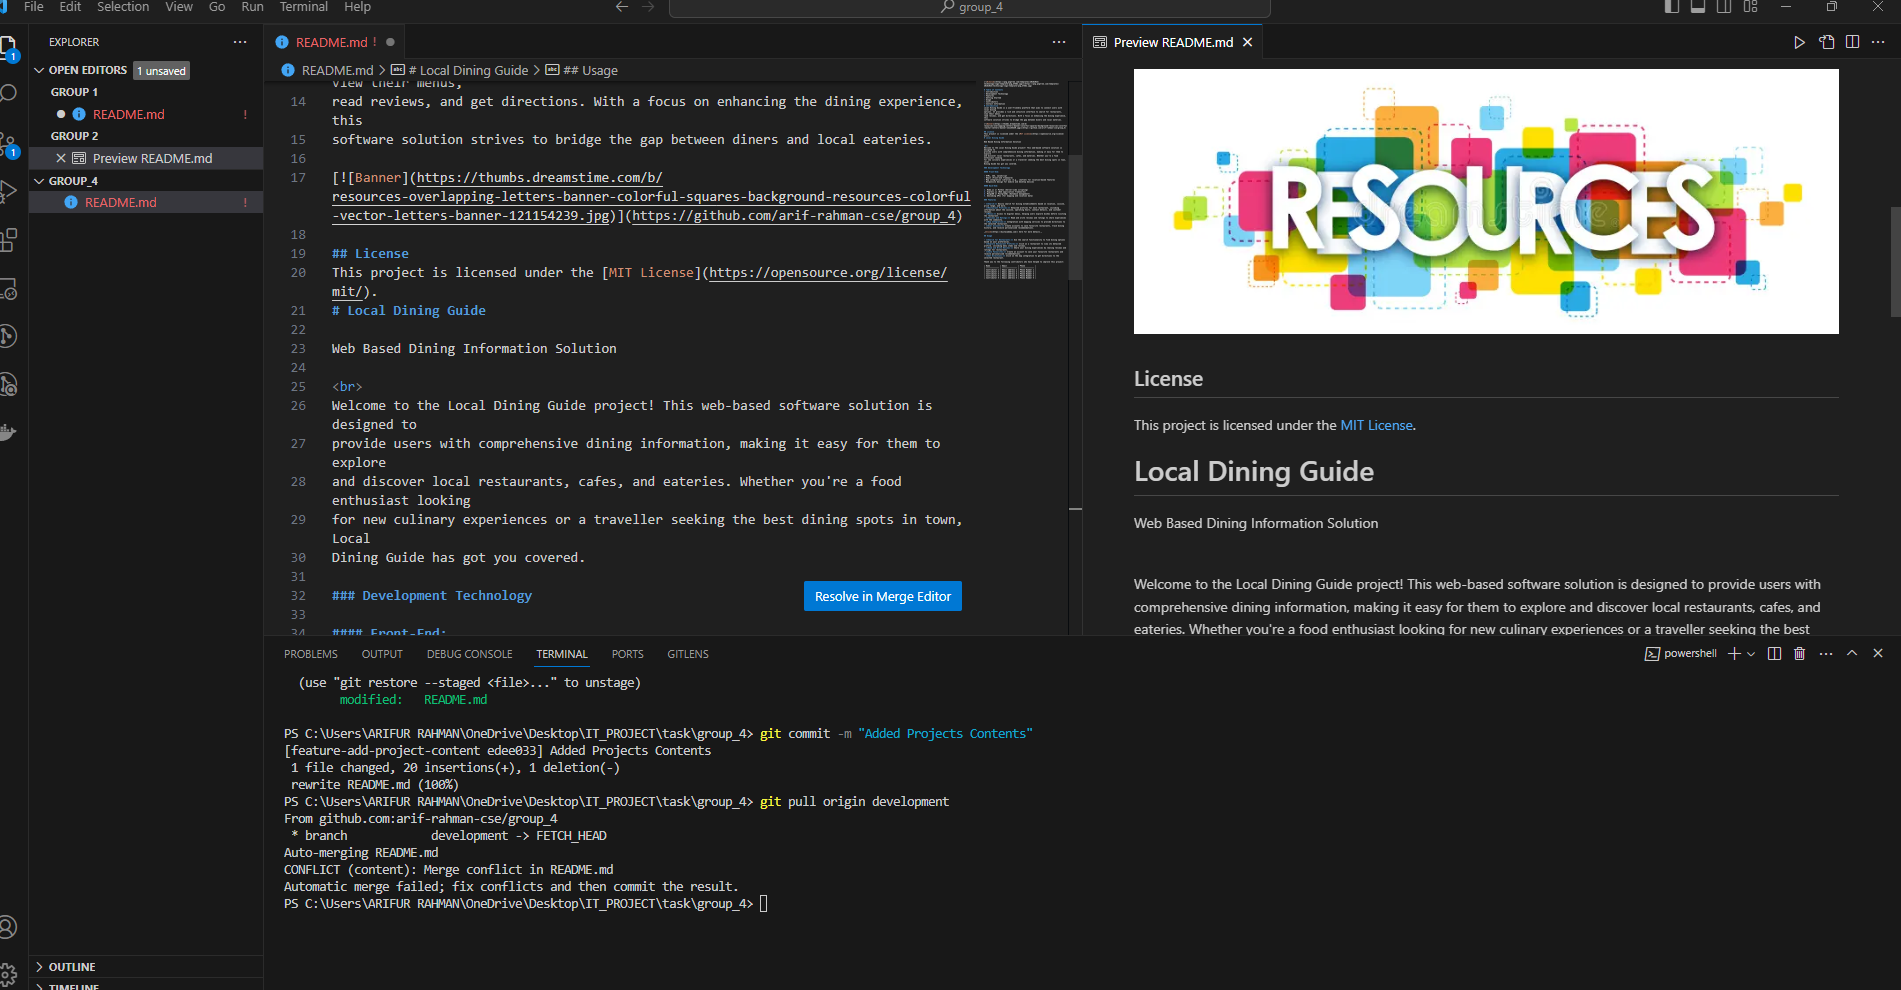 File Edit Selection View Go Run Terminal Help
group_4
EXPLORER
OPEN EDITORS 1 unsaved
GROUP 1
README.md !
GROUP 2
Preview README.md
GROUP_4
README.md !
OUTLINE
TIMELINE
README.md !
README.md > # Local Dining Guide > ## Usage
view their menus,
14 read reviews, and get directions. With a focus on enhancing the dining experience,
this
15 software solution strives to bridge the gap between diners and local eateries.
16
17 [![Banner](https://thumbs.dreamstime.com/b/
resources-overlapping-letters-banner-colorful-squares-background-resources-colorful
-vector-letters-banner-121154239.jpg)](https://github.com/arif-rahman-cse/group_4)
18
19 ## License
20 This project is licensed under the [MIT License](https://opensource.org/license/
mit/).
21 # Local Dining Guide
22
23 Web Based Dining Information Solution
24
25 <br>
26 Welcome to the Local Dining Guide project! This web-based software solution is
designed to
27 provide users with comprehensive dining information, making it easy for them to
explore
28 and discover local restaurants, cafes, and eateries. Whether you're a food
enthusiast looking
29 for new culinary experiences or a traveller seeking the best dining spots in town,
Local
30 Dining Guide has got you covered.
31
32 ### Development Technology
33
34 #### Front-End:
Resolve in Merge Editor
Preview README.md
RESOURCES
License
This project is licensed under the MIT License.
Local Dining Guide
Web Based Dining Information Solution
Welcome to the Local Dining Guide project! This web-based software solution is designed to provide users with
comprehensive dining information, making it easy for them to explore and discover local restaurants, cafes, and
eateries. Whether you're a food enthusiast looking for new culinary experiences or a traveller seeking the best
PROBLEMS OUTPUT DEBUG CONSOLE TERMINAL PORTS GITLENS
powershell
(use "git restore --staged <file>..." to unstage)
modified: README.md
PS C:\Users\ARIFUR RAHMAN\OneDrive\Desktop\IT_PROJECT\task\group_4> git commit -m "Added Projects Contents"
[feature-add-project-content edee033] Added Projects Contents
1 file changed, 20 insertions(+), 1 deletion(-)
rewrite README.md (100%)
PS C:\Users\ARIFUR RAHMAN\OneDrive\Desktop\IT_PROJECT\task\group_4> git pull origin development
From github.com:arif-rahman-cse/group_4
* branch development -> FETCH_HEAD
Auto-merging README.md
CONFLICT (content): Merge conflict in README.md
Automatic merge failed; fix conflicts and then commit the result.
PS C:\Users\ARIFUR RAHMAN\OneDrive\Desktop\IT_PROJECT\task\group_4>